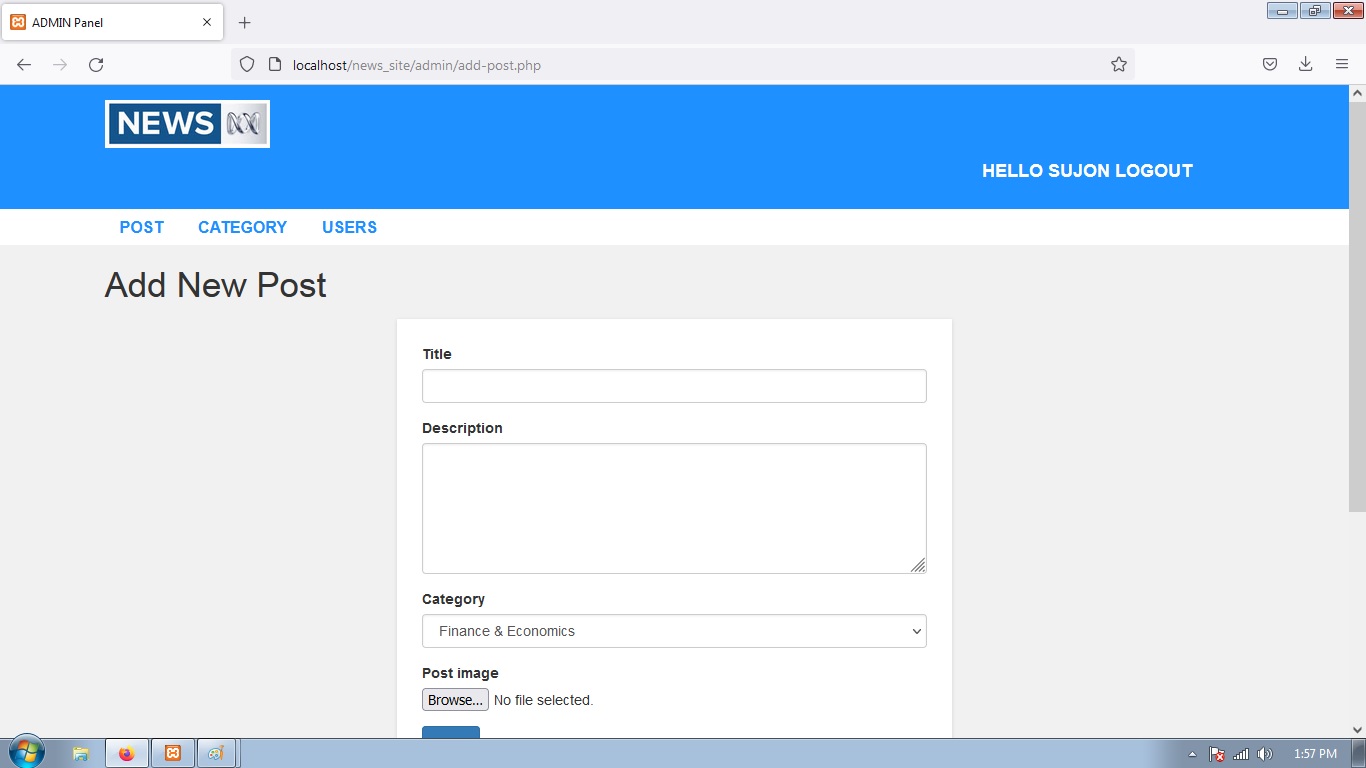 ADMIN Panel
localhost/news_site/admin/add-post.php
NEWS
HELLO SUJON LOGOUT
POST CATEGORY USERS
Add New Post
Title
Description
Category
Finance & Economics
Post image
Browse... No file selected.
1:57 PM